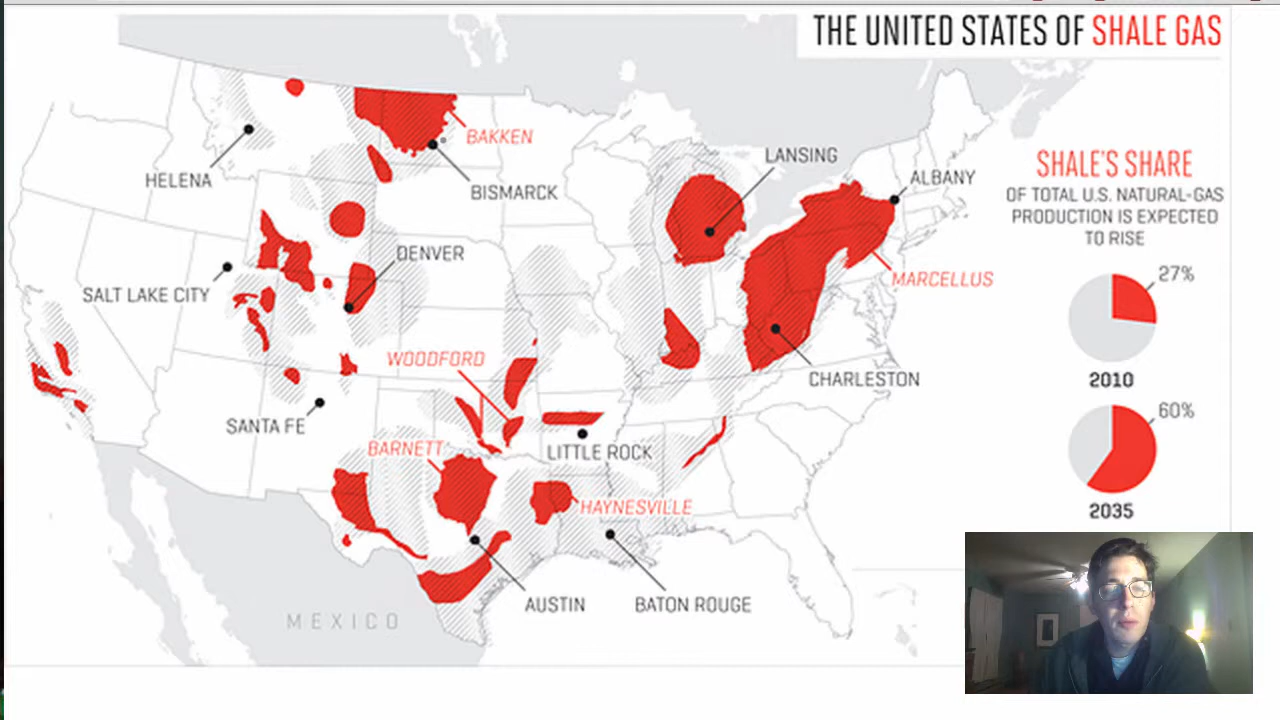 THE UNITED STATES OF SHALE GAS
BAKKEN
LANSING
ALBANY
HELENA
BISMARCK
SHALE'S SHARE
OF TOTAL U.S. NATURAL-GAS
PRODUCTION IS EXPECTED
TO RISE
DENVER
SALT LAKE CITY
MARCELLUS
27%
2010
WOODFORD
CHARLESTON
SANTA FE
60%
BARNETT
LITTLE ROCK
HAYNESVILLE
2035
AUSTIN
BATON ROUGE
MEXICO